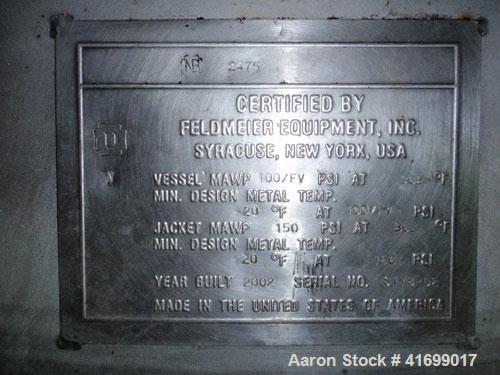 NB 2475
CERTIFIED BY
FELDMEIER EQUIPMENT, INC.
U
SYRACUSE, NEW YORK, USA
W VESSEL MAWP 100/FV PSI AT °F
MIN. DESIGN METAL TEMP.
-20 °F AT 100/FV PSI
JACKET MAWP 150 PSI AT °F
MIN. DESIGN METAL TEMP.
-20 °F AT 150 PSI
YEAR BUILT 2002 SERIAL NO.
MADE IN THE UNITED STATES OF AMERIKA
Aaron Stock # 41699017